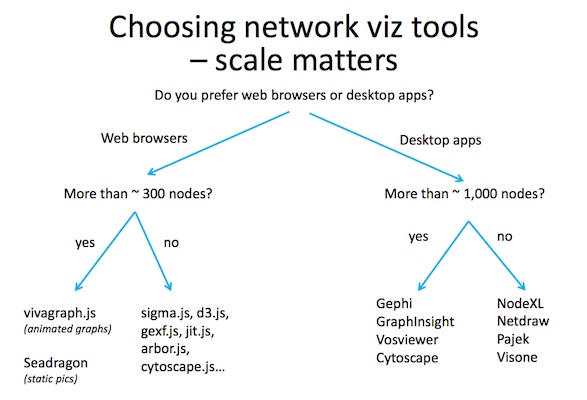 Choosing network viz tools
– scale matters
Do you prefer web browsers or desktop apps?
Web browsers
Desktop apps
More than ~ 300 nodes?
More than ~ 1,000 nodes?
yes
no
yes
no
vivagraph.js
(animated graphs)
Seadragon
(static pics)
sigma.js, d3.js,
gexf.js, jit.js,
arbor.js,
cytoscape.js…
Gephi
GraphInsight
Vosviewer
Cytoscape
NodeXL
Netdraw
Pajek
Visone